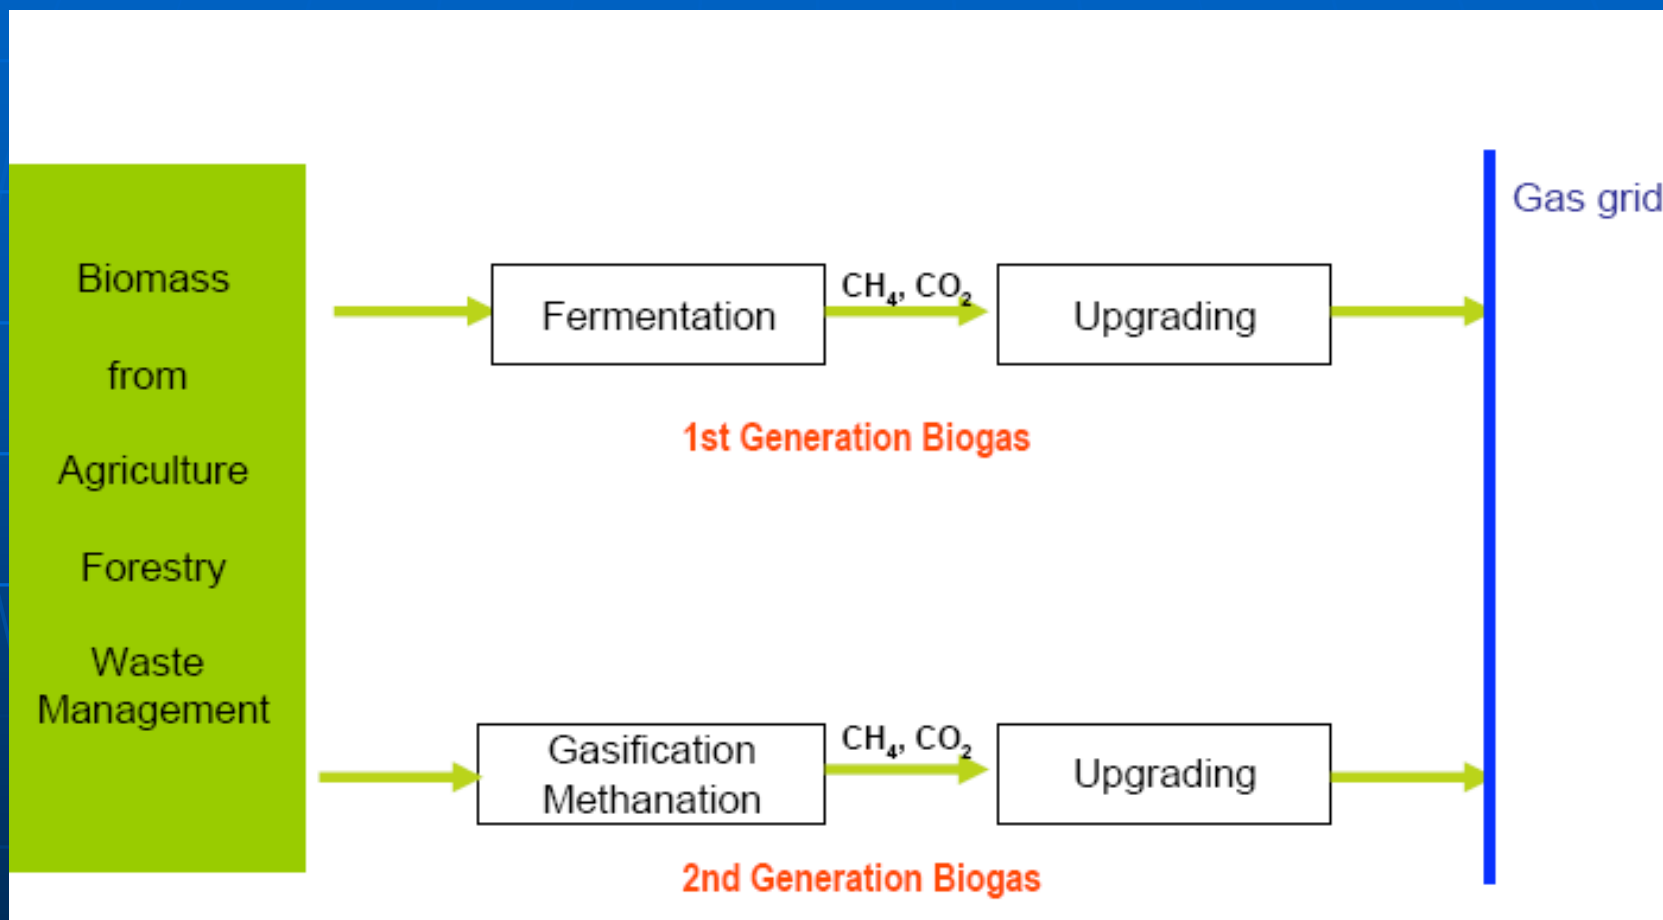 Biomass
from
Agriculture
Forestry
Waste
Management
Fermentation
CH₄, CO₂
Upgrading
Gas grid
1st Generation Biogas
Gasification
Methanation
CH₄, CO₂
Upgrading
2nd Generation Biogas